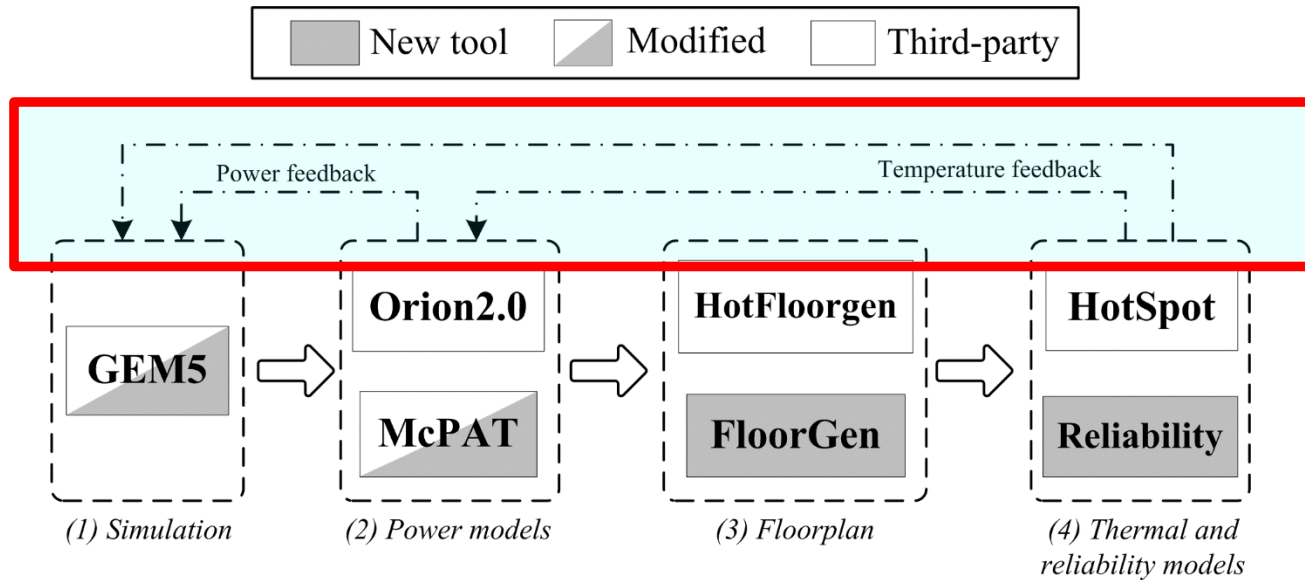 New tool
Modified
Third-party
Power feedback
Temperature feedback
GEM5
Orion2.0
McPAT
HotFloorgen
FloorGen
HotSpot
Reliability
(1) Simulation
(2) Power models
(3) Floorplan
(4) Thermal and
reliability models